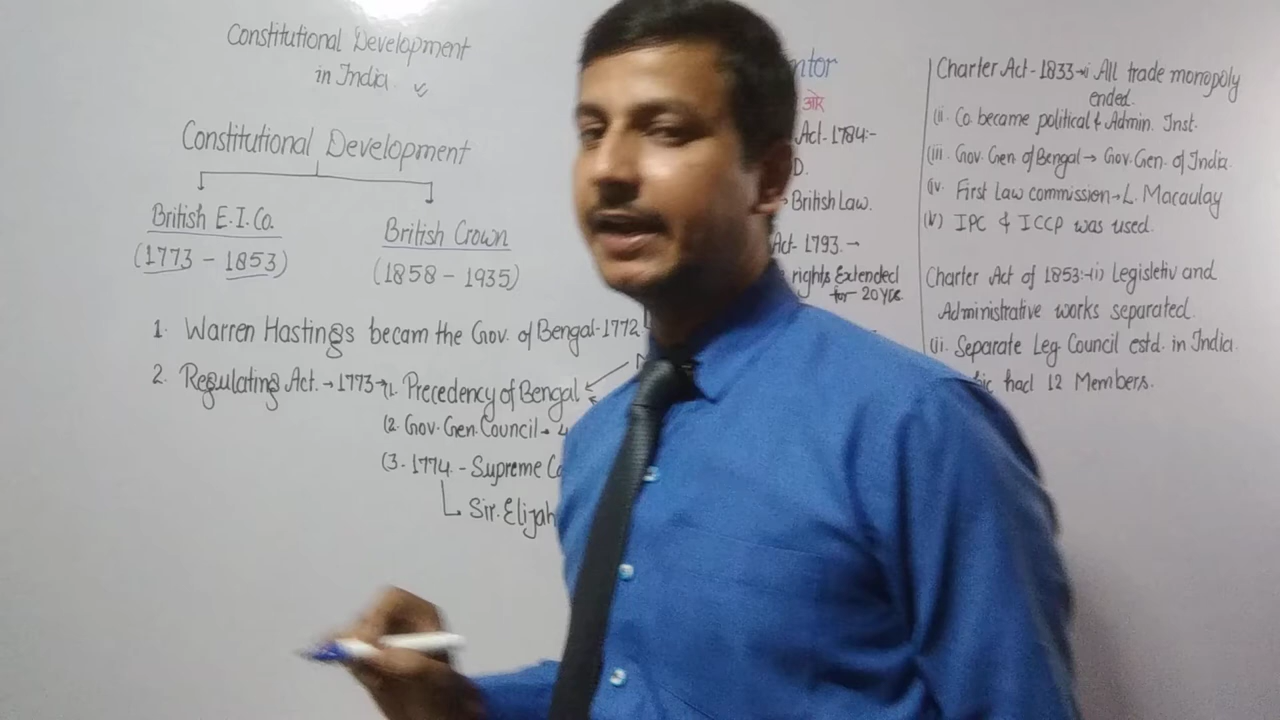 Constitutional Development
in India
Constitutional Development
British E.I.Co.
(1773 - 1853)
British Crown
(1858 - 1935)
1. Warren Hastings becam the Gov. of Bengal-1772
2. Regulating Act. → 1773 → (1. Precedency of Bengal
(2. Gov. Gen. Council → 4
(3. 1774. - Supreme Co
Sir. Elijah
ntor
ओर
Act- 1784:-
D.
British Law.
Act- 1793. →
rights Extended
for 20 yrs.
Charter Act - 1833 → i All trade monopoly
ended.
(ii. Co. became political & Admin. Inst.
(iii. Gov. Gen. of Bengal → Gov. Gen. of India.
(iv. First Law commission → L. Macaulay
(v) IPC & ICCP was used.
Charter Act of 1853:- (i) Legisletiv and
Administrative works separated.
(ii. Separate Leg. Council estd. in India.
had 12 Members.